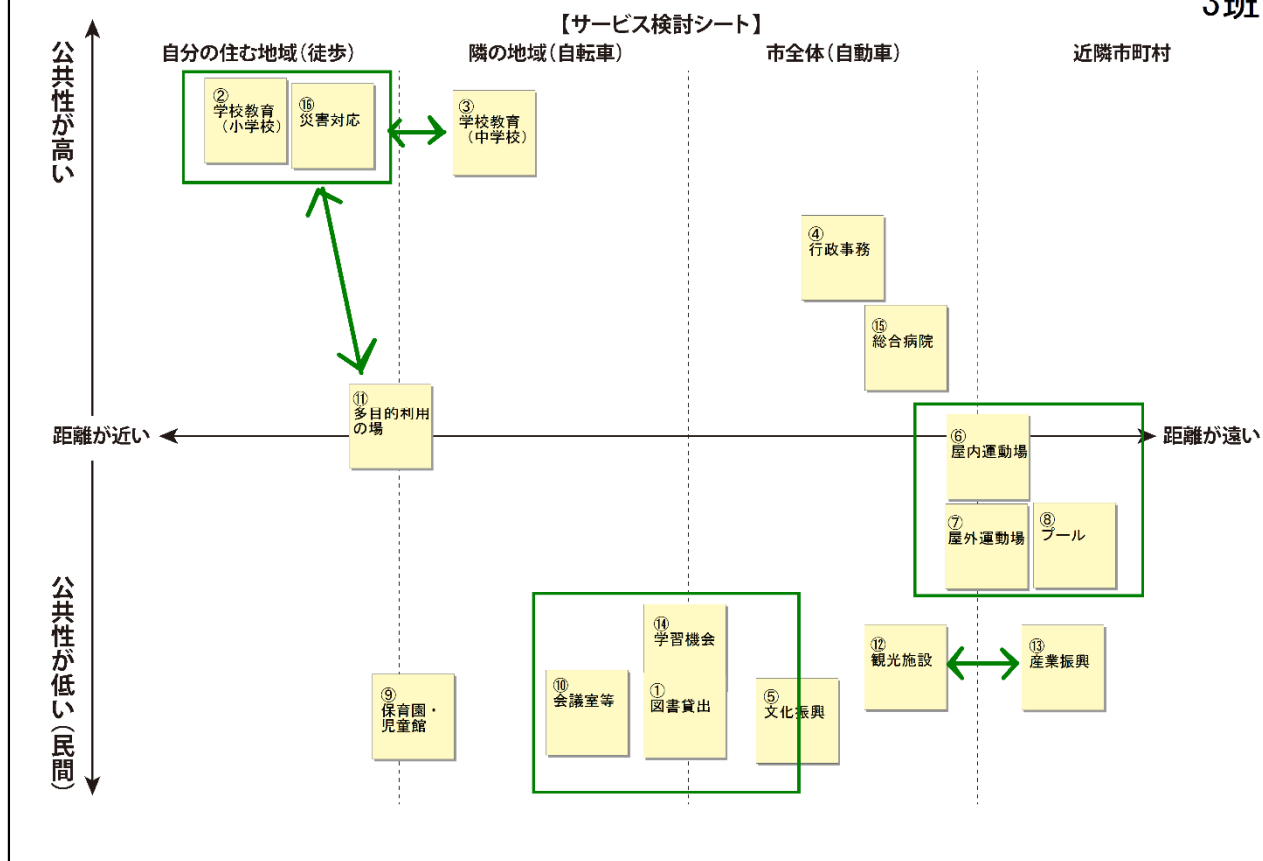 3班
【サービス検討シート】
自分の住む地域(徒歩)
隣の地域(自転車)
市全体(自動車)
近隣市町村
公共性が高い
②
学校教育
(小学校)
⑯
災害対応
③
学校教育
(中学校)
④
行政事務
⑮
総合病院
⑪
多目的利用
の場
距離が近い
距離が遠い
⑥
屋内運動場
⑦
屋外運動場
⑧
プール
公共性が低い(民間)
⑭
学習機会
⑫
観光施設
⑬
産業振興
⑨
保育園・
児童館
⑩
会議室等
①
図書貸出
⑤
文化振興